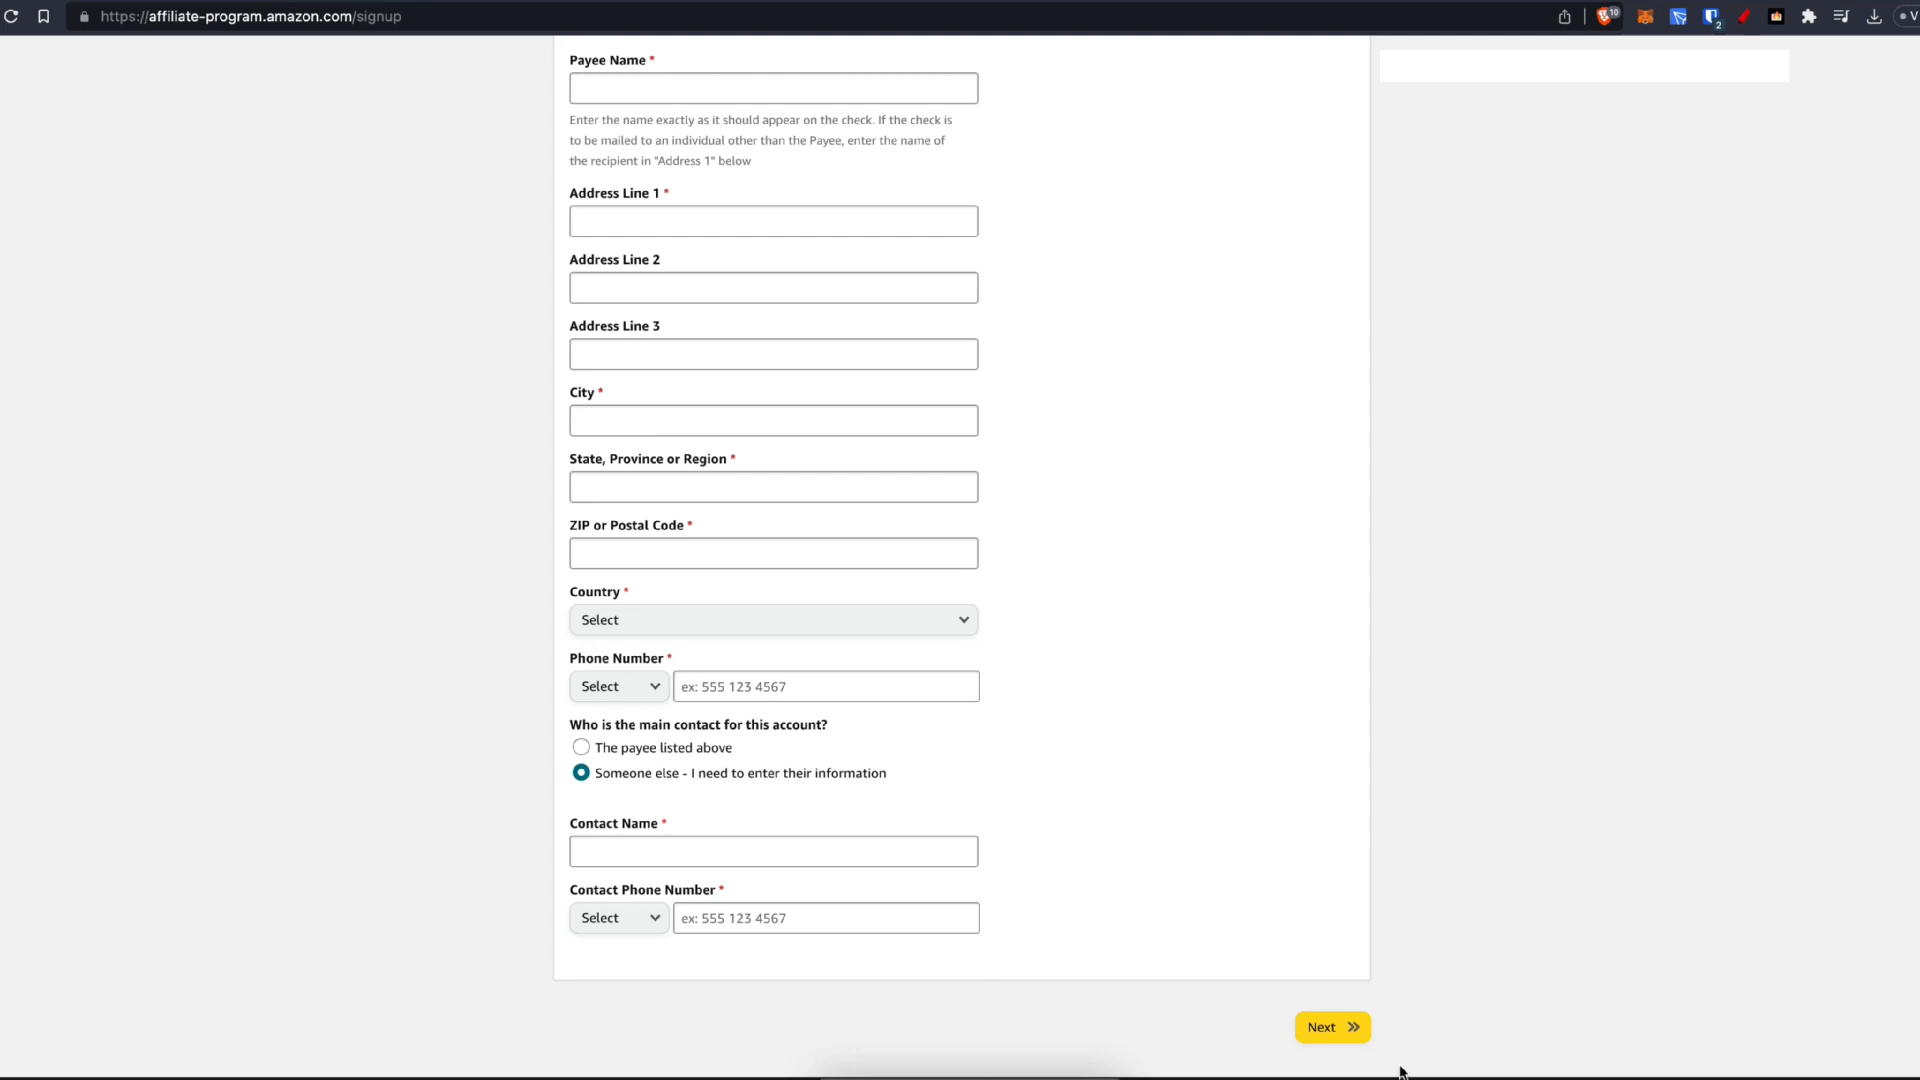 https://affiliate-program.amazon.com/signup
10
2
V
Payee Name *
Enter the name exactly as it should appear on the check. If the check is
to be mailed to an individual other than the Payee, enter the name of
the recipient in "Address 1" below
Address Line 1 *
Address Line 2
Address Line 3
City *
State, Province or Region *
ZIP or Postal Code *
Country *
Select
Phone Number *
Select ex: 555 123 4567
Who is the main contact for this account?
The payee listed above
Someone else - I need to enter their information
Contact Name *
Contact Phone Number *
Select ex: 555 123 4567
Next